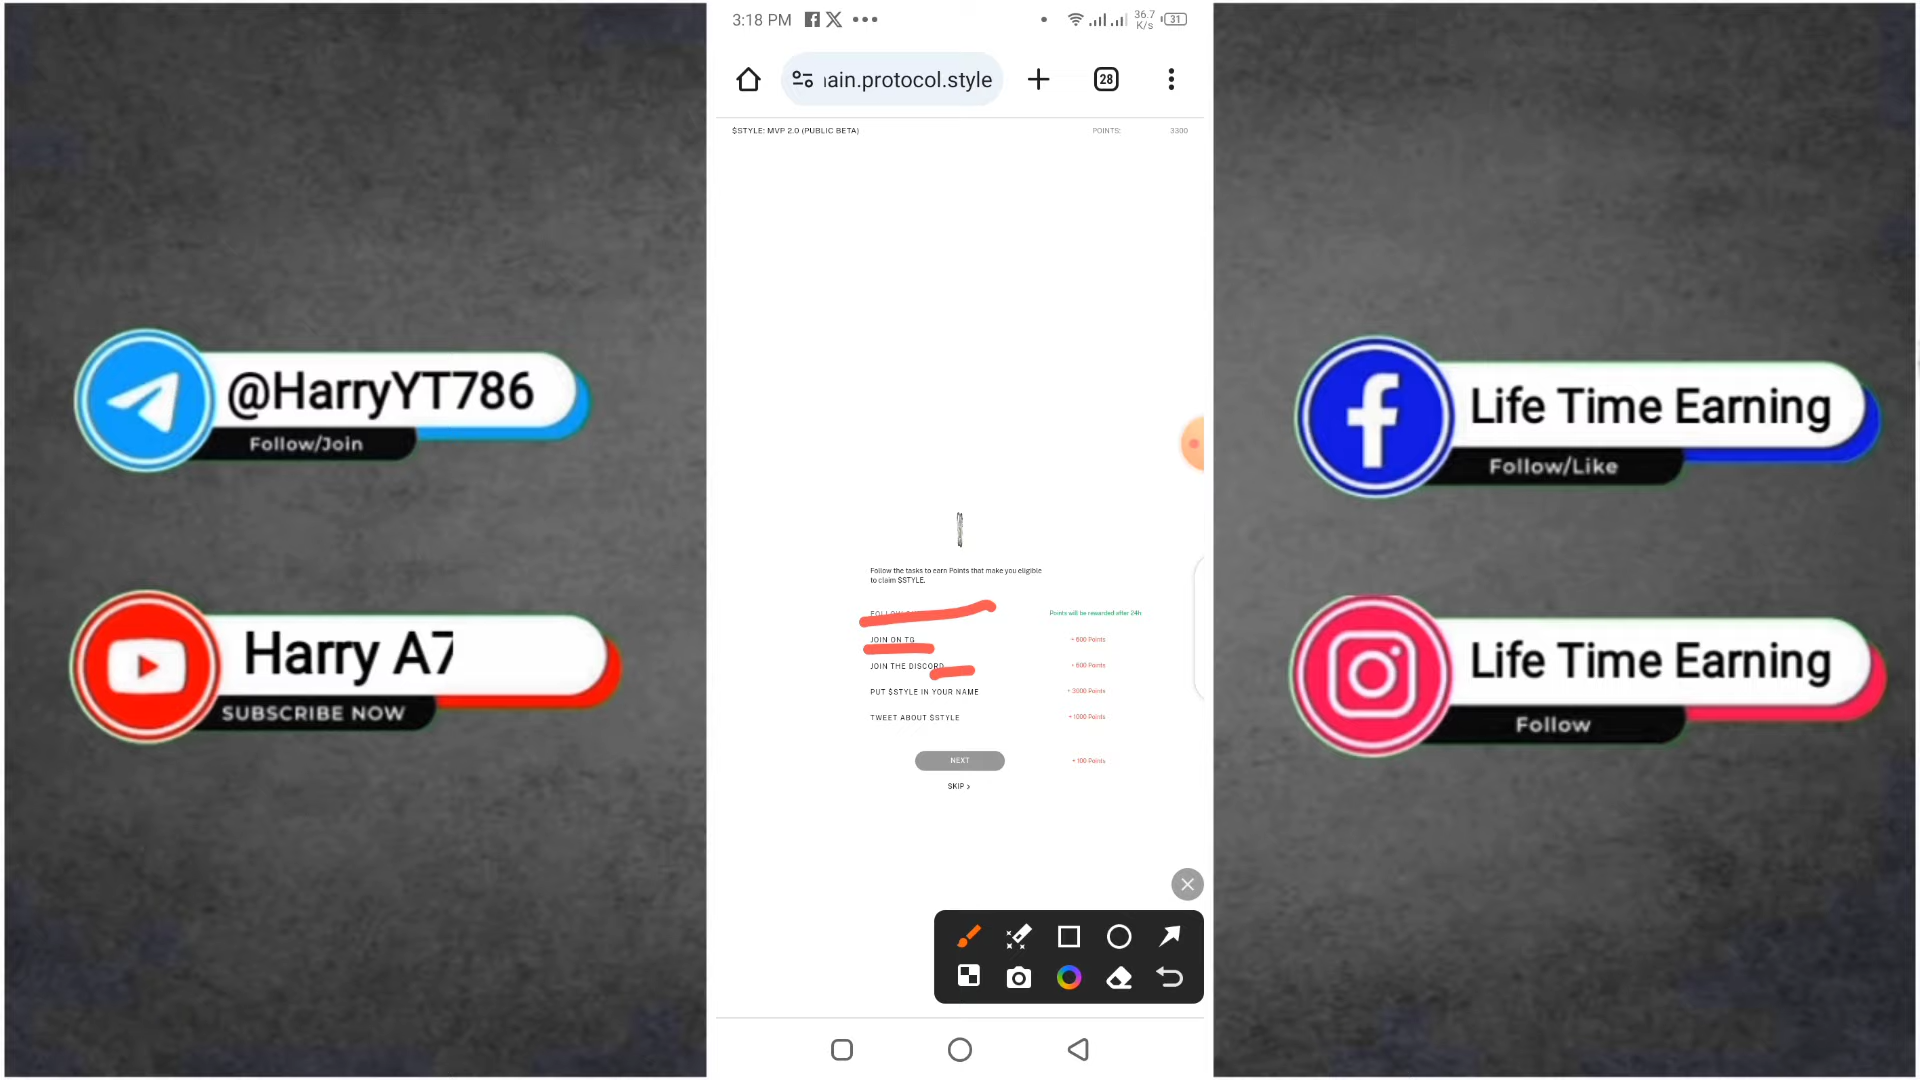 3:18 PM
36.7
K/s
31
ain.protocol.style
28
$STYLE: MVP 2.0 (PUBLIC BETA)
POINTS:
3300
@HarryYT786
Follow/Join
Harry A7
SUBSCRIBE NOW
Follow the tasks to earn Points that make you eligible
to claim $STYLE.
FOLLOW
Points will be rewarded after 24h
JOIN ON TG
+ 600 Points
JOIN THE DISCORD
+ 600 Points
PUT $STYLE IN YOUR NAME
+ 3000 Points
TWEET ABOUT $STYLE
+ 1000 Points
NEXT
+ 100 Points
SKIP >
Life Time Earning
Follow/Like
Life Time Earning
Follow